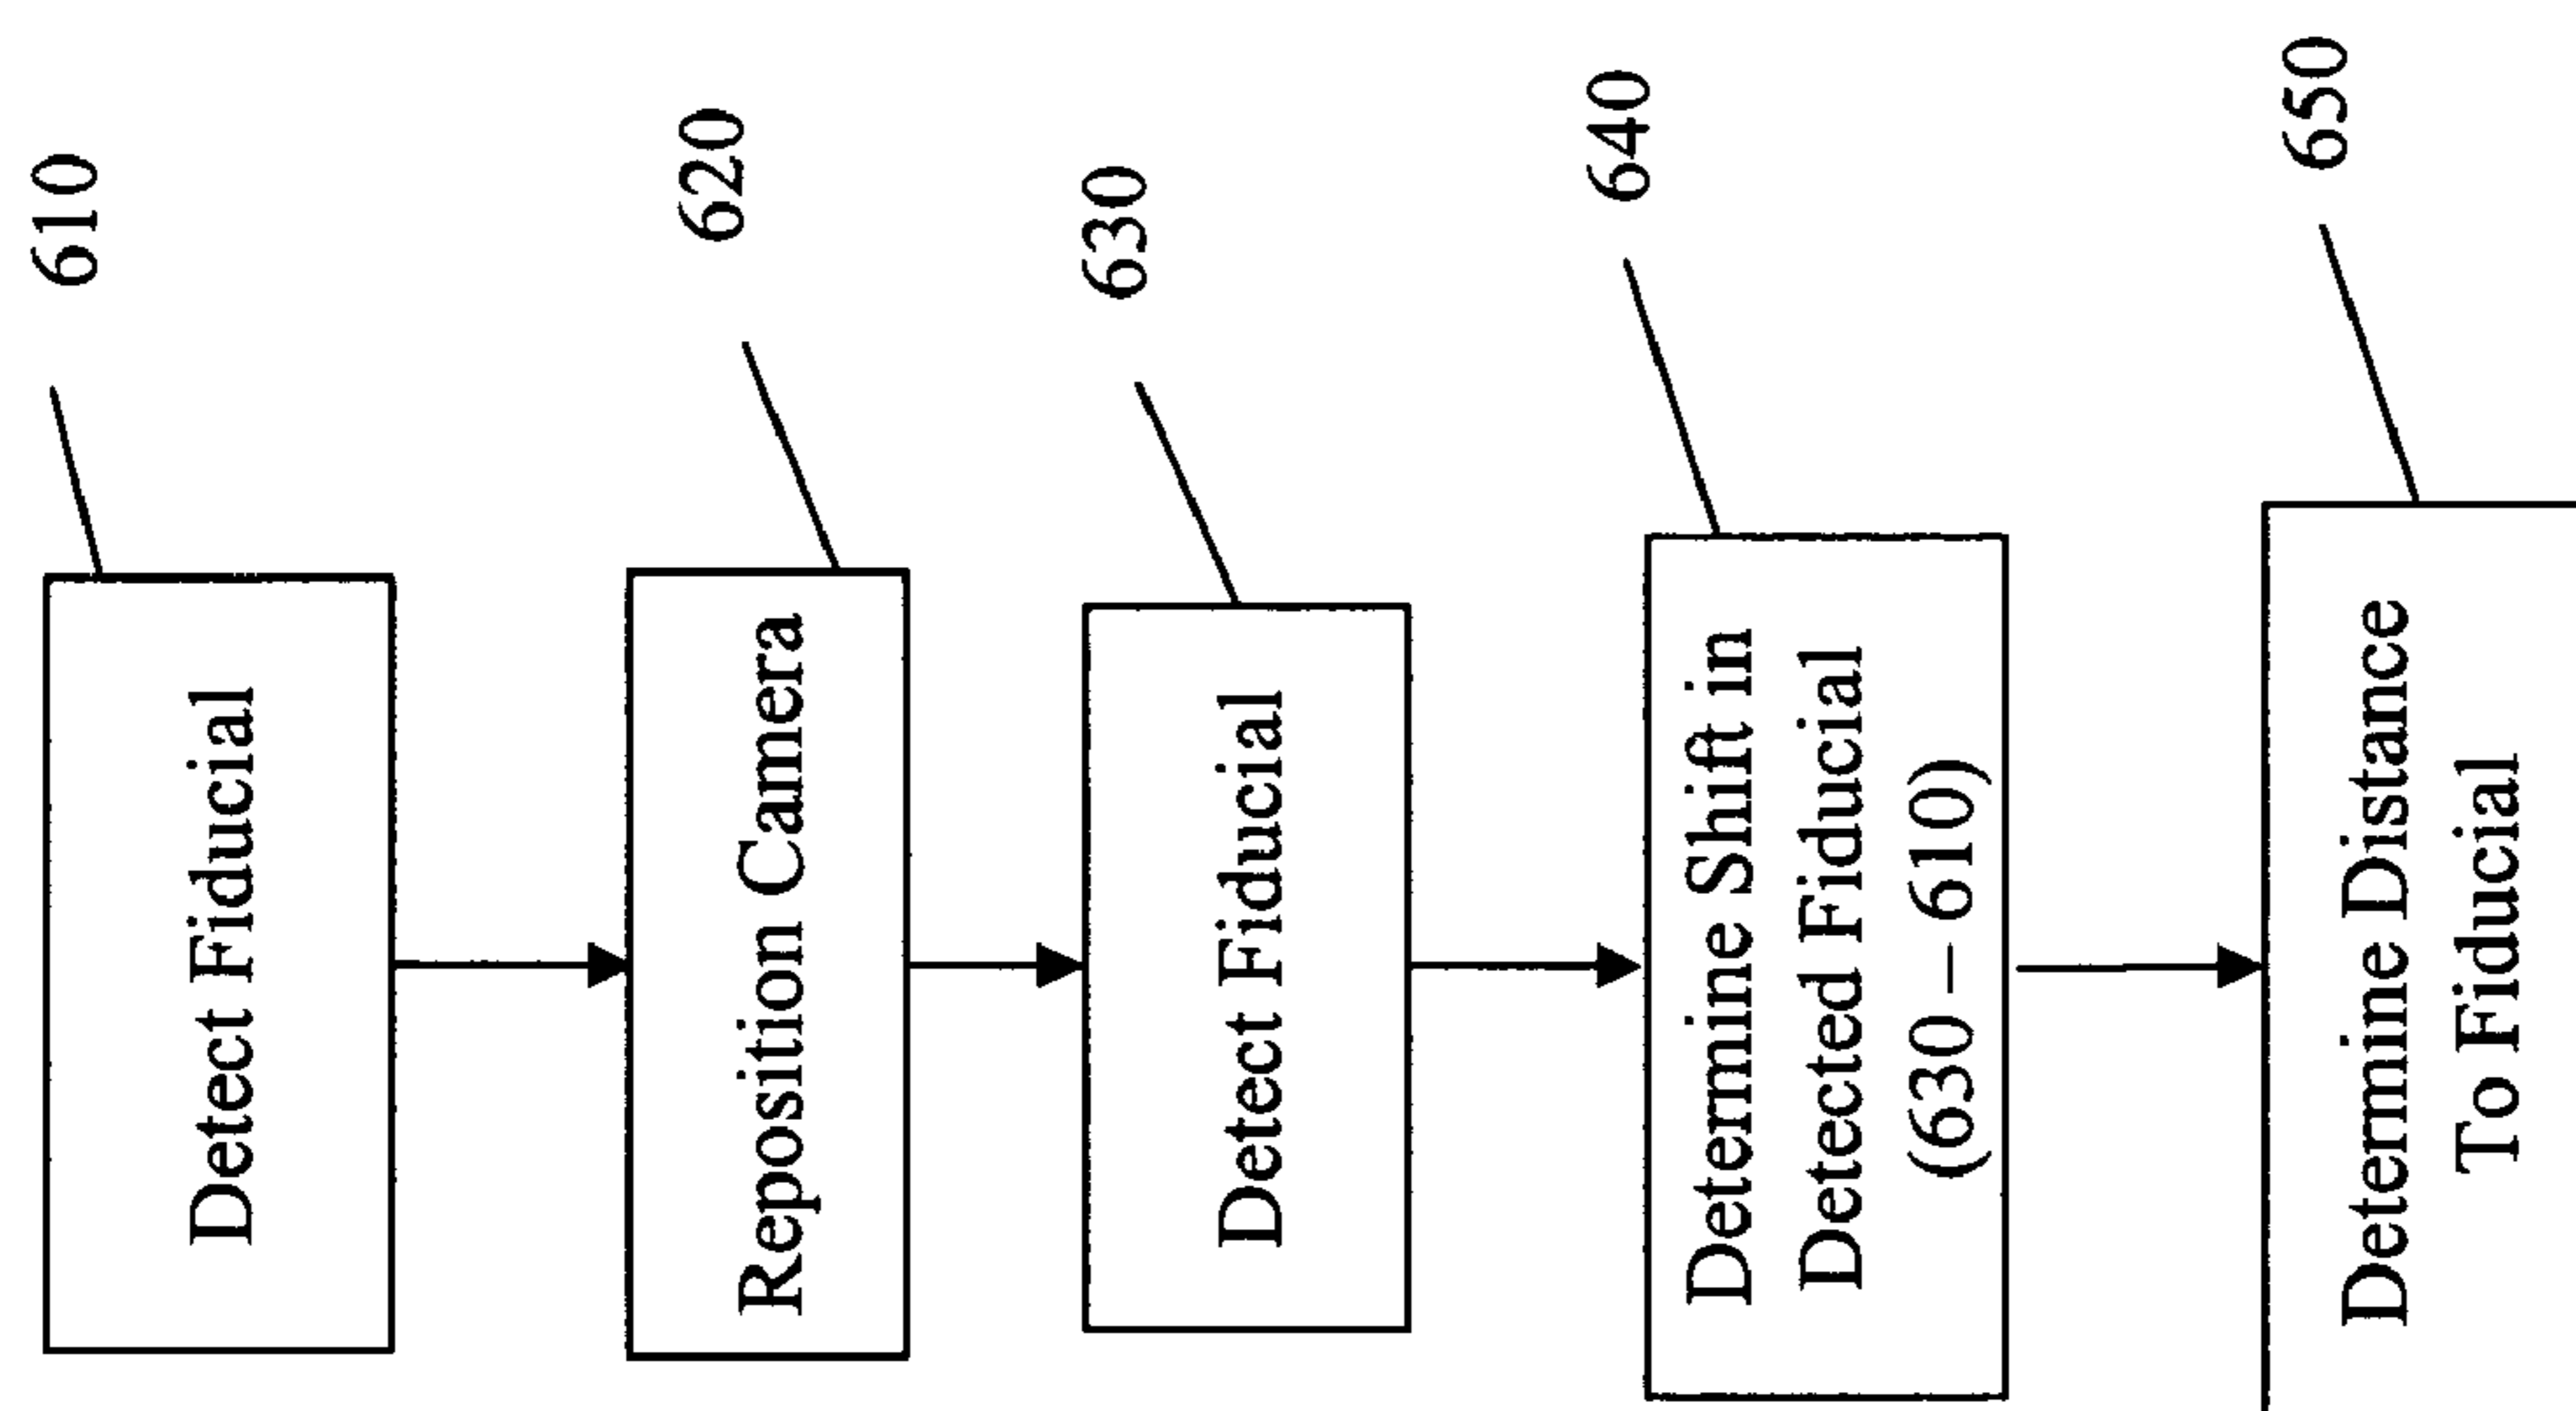 610
Detect Fiducial
620
Reposition Camera
630
Detect Fiducial
640
Determine Shift in
Detected Fiducial
(630 – 610)
650
Determine Distance
To Fiducial